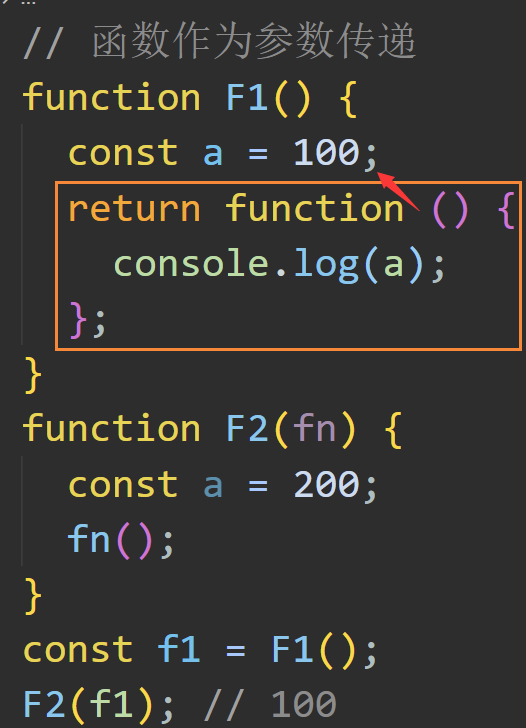 // 函数作为参数传递
function F1() {
  const a = 100;
  return function () {
    console.log(a);
  };
}
function F2(fn) {
  const a = 200;
  fn();
}
const f1 = F1();
F2(f1); // 100